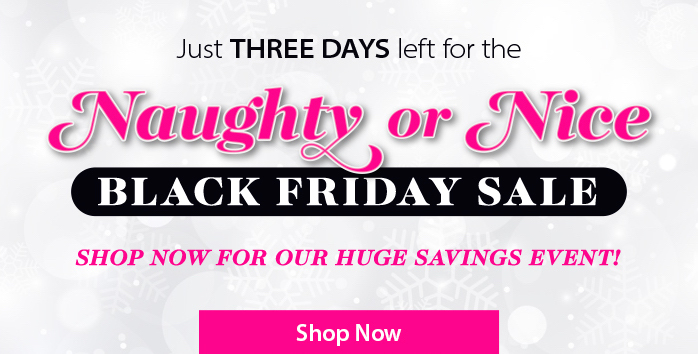 Just THREE DAYS left for the
Naughty or Nice
BLACK FRIDAY SALE
SHOP NOW FOR OUR HUGE SAVINGS EVENT!
Shop Now